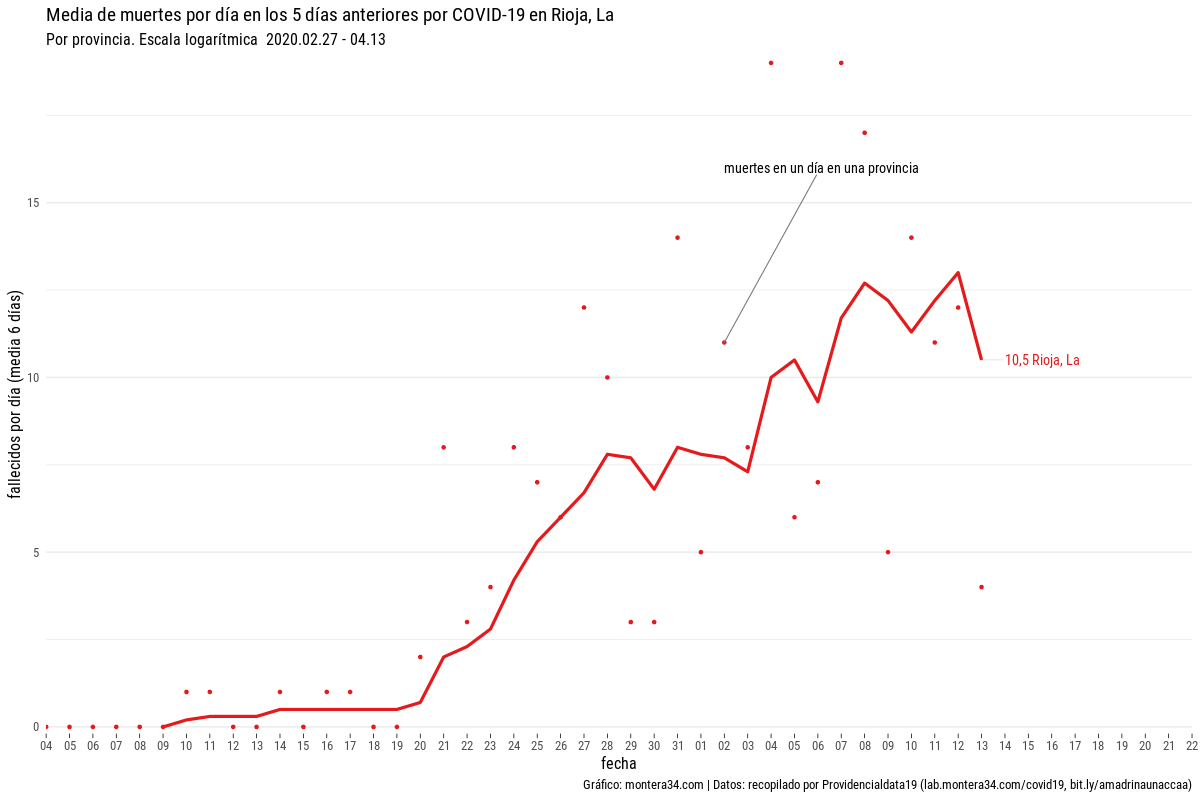 Media de muertes por día en los 5 días anteriores por COVID-19 en Rioja, La
Por provincia. Escala logarítmica 2020.02.27 - 04.13
muertes en un día en una provincia
15
10
5
0
fallecidos por día (media 6 días)
10,5 Rioja, La
04 05 06 07 08 09 10 11 12 13 14 15 16 17 18 19 20 21 22 23 24 25 26 27 28 29 30 31 01 02 03 04 05 06 07 08 09 10 11 12 13 14 15 16 17 18 19 20 21 22
fecha
Gráfico: montera34.com | Datos: recopilado por Providencialdata19 (lab.montera34.com/covid19, bit.ly/amadrinaunaccaa)